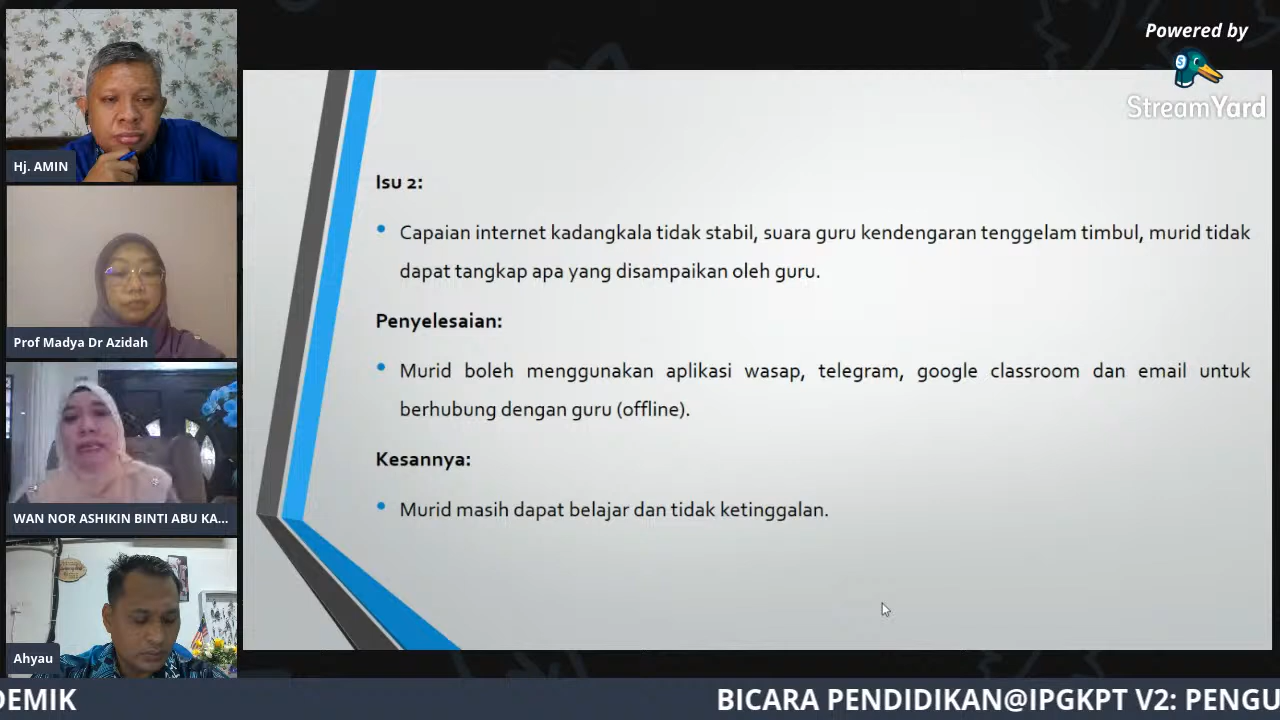 Powered by
StreamYard
Hj. AMIN
Prof Madya Dr Azidah
WAN NOR ASHIKIN BINTI ABU KA...
Ahyau
Isu 2:
Capaian internet kadangkala tidak stabil, suara guru kendengaran tenggelam timbul, murid tidak
dapat tangkap apa yang disampaikan oleh guru.
Penyelesaian:
Murid boleh menggunakan aplikasi wasap, telegram, google classroom dan email untuk
berhubung dengan guru (offline).
Kesannya:
Murid masih dapat belajar dan tidak ketinggalan.
DEMIK
BICARA PENDIDIKAN@IPGKPT V2: PENGU